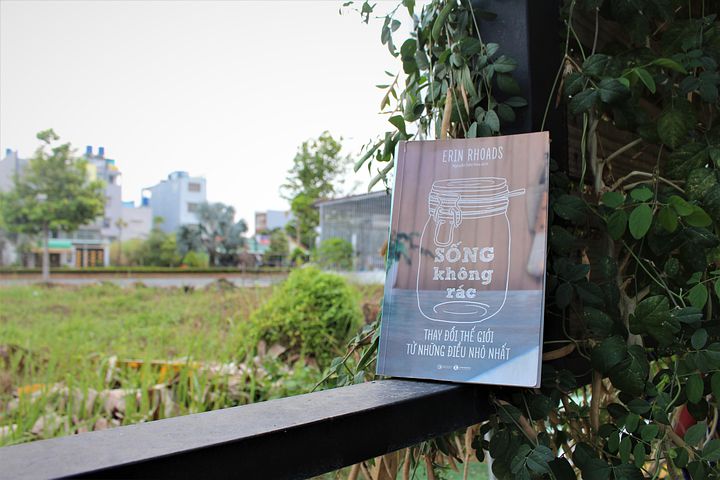 ERIN RHOADS
SỐNG
không
rác
THAY ĐỔI THẾ GIỚI
TỪ NHỮNG ĐIỀU NHỎ NHẤT